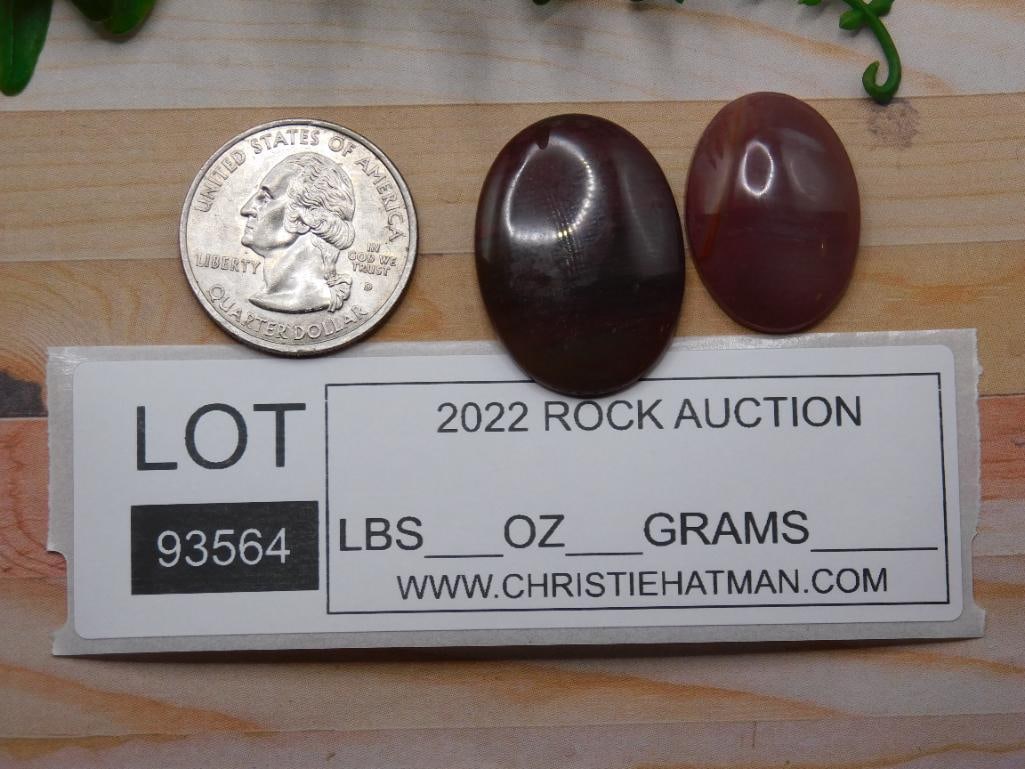 UNITED STATES OF AMERICA
LIBERTY
IN
GOD WE
TRUST
D
QUARTER DOLLAR
LOT
93564
2022 ROCK AUCTION
LBS___OZ___GRAMS_____
WWW.CHRISTIEHATMAN.COM